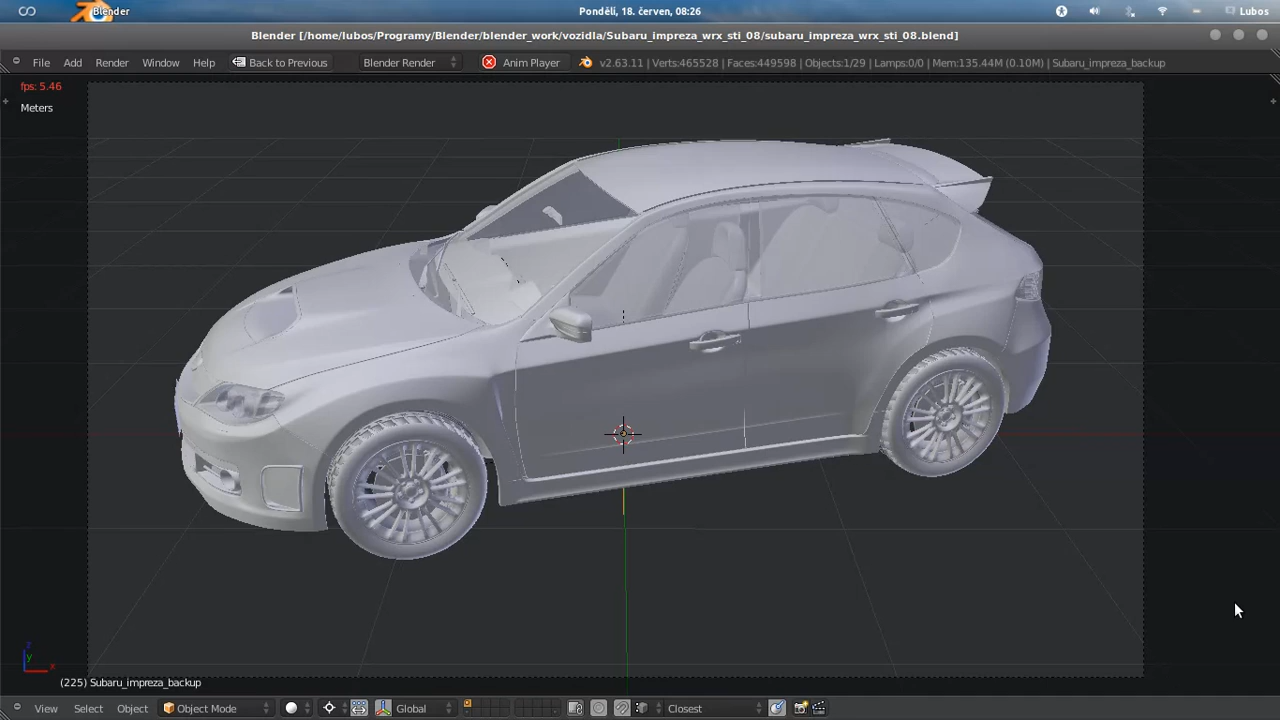 Blender
Pondělí, 18. červen, 08:26
Lubos
Blender [/home/lubos/Programy/Blender/blender_work/vozidla/Subaru_impreza_wrx_sti_08/subaru_impreza_wrx_sti_08.blend]
File Add Render Window Help Back to Previous Blender Render Anim Player v2.63.11 | Verts:465528 | Faces:449598 | Objects:1/29 | Lamps:0/0 | Mem:135.44M (0.10M) | Subaru_impreza_backup
fps: 5.46
Meters
z
y
x
(225) Subaru_impreza_backup
View Select Object Object Mode Global Closest